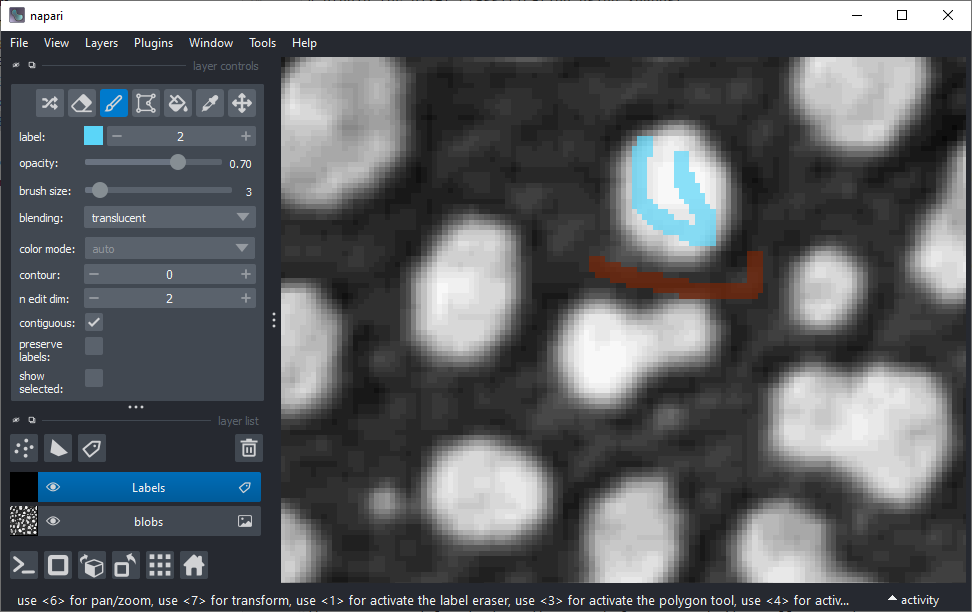 napari
File View Layers Plugins Window Tools Help
layer controls
label: 2
opacity: 0.70
brush size: 3
blending: translucent
color mode: auto
contour: 0
n edit dim: 2
contiguous:
preserve
labels:
show
selected:
layer list
Labels
blobs
use <6> for pan/zoom, use <7> for transform, use <1> for activate the label eraser, use <3> for activate the polygon tool, use <4> for activ... activity